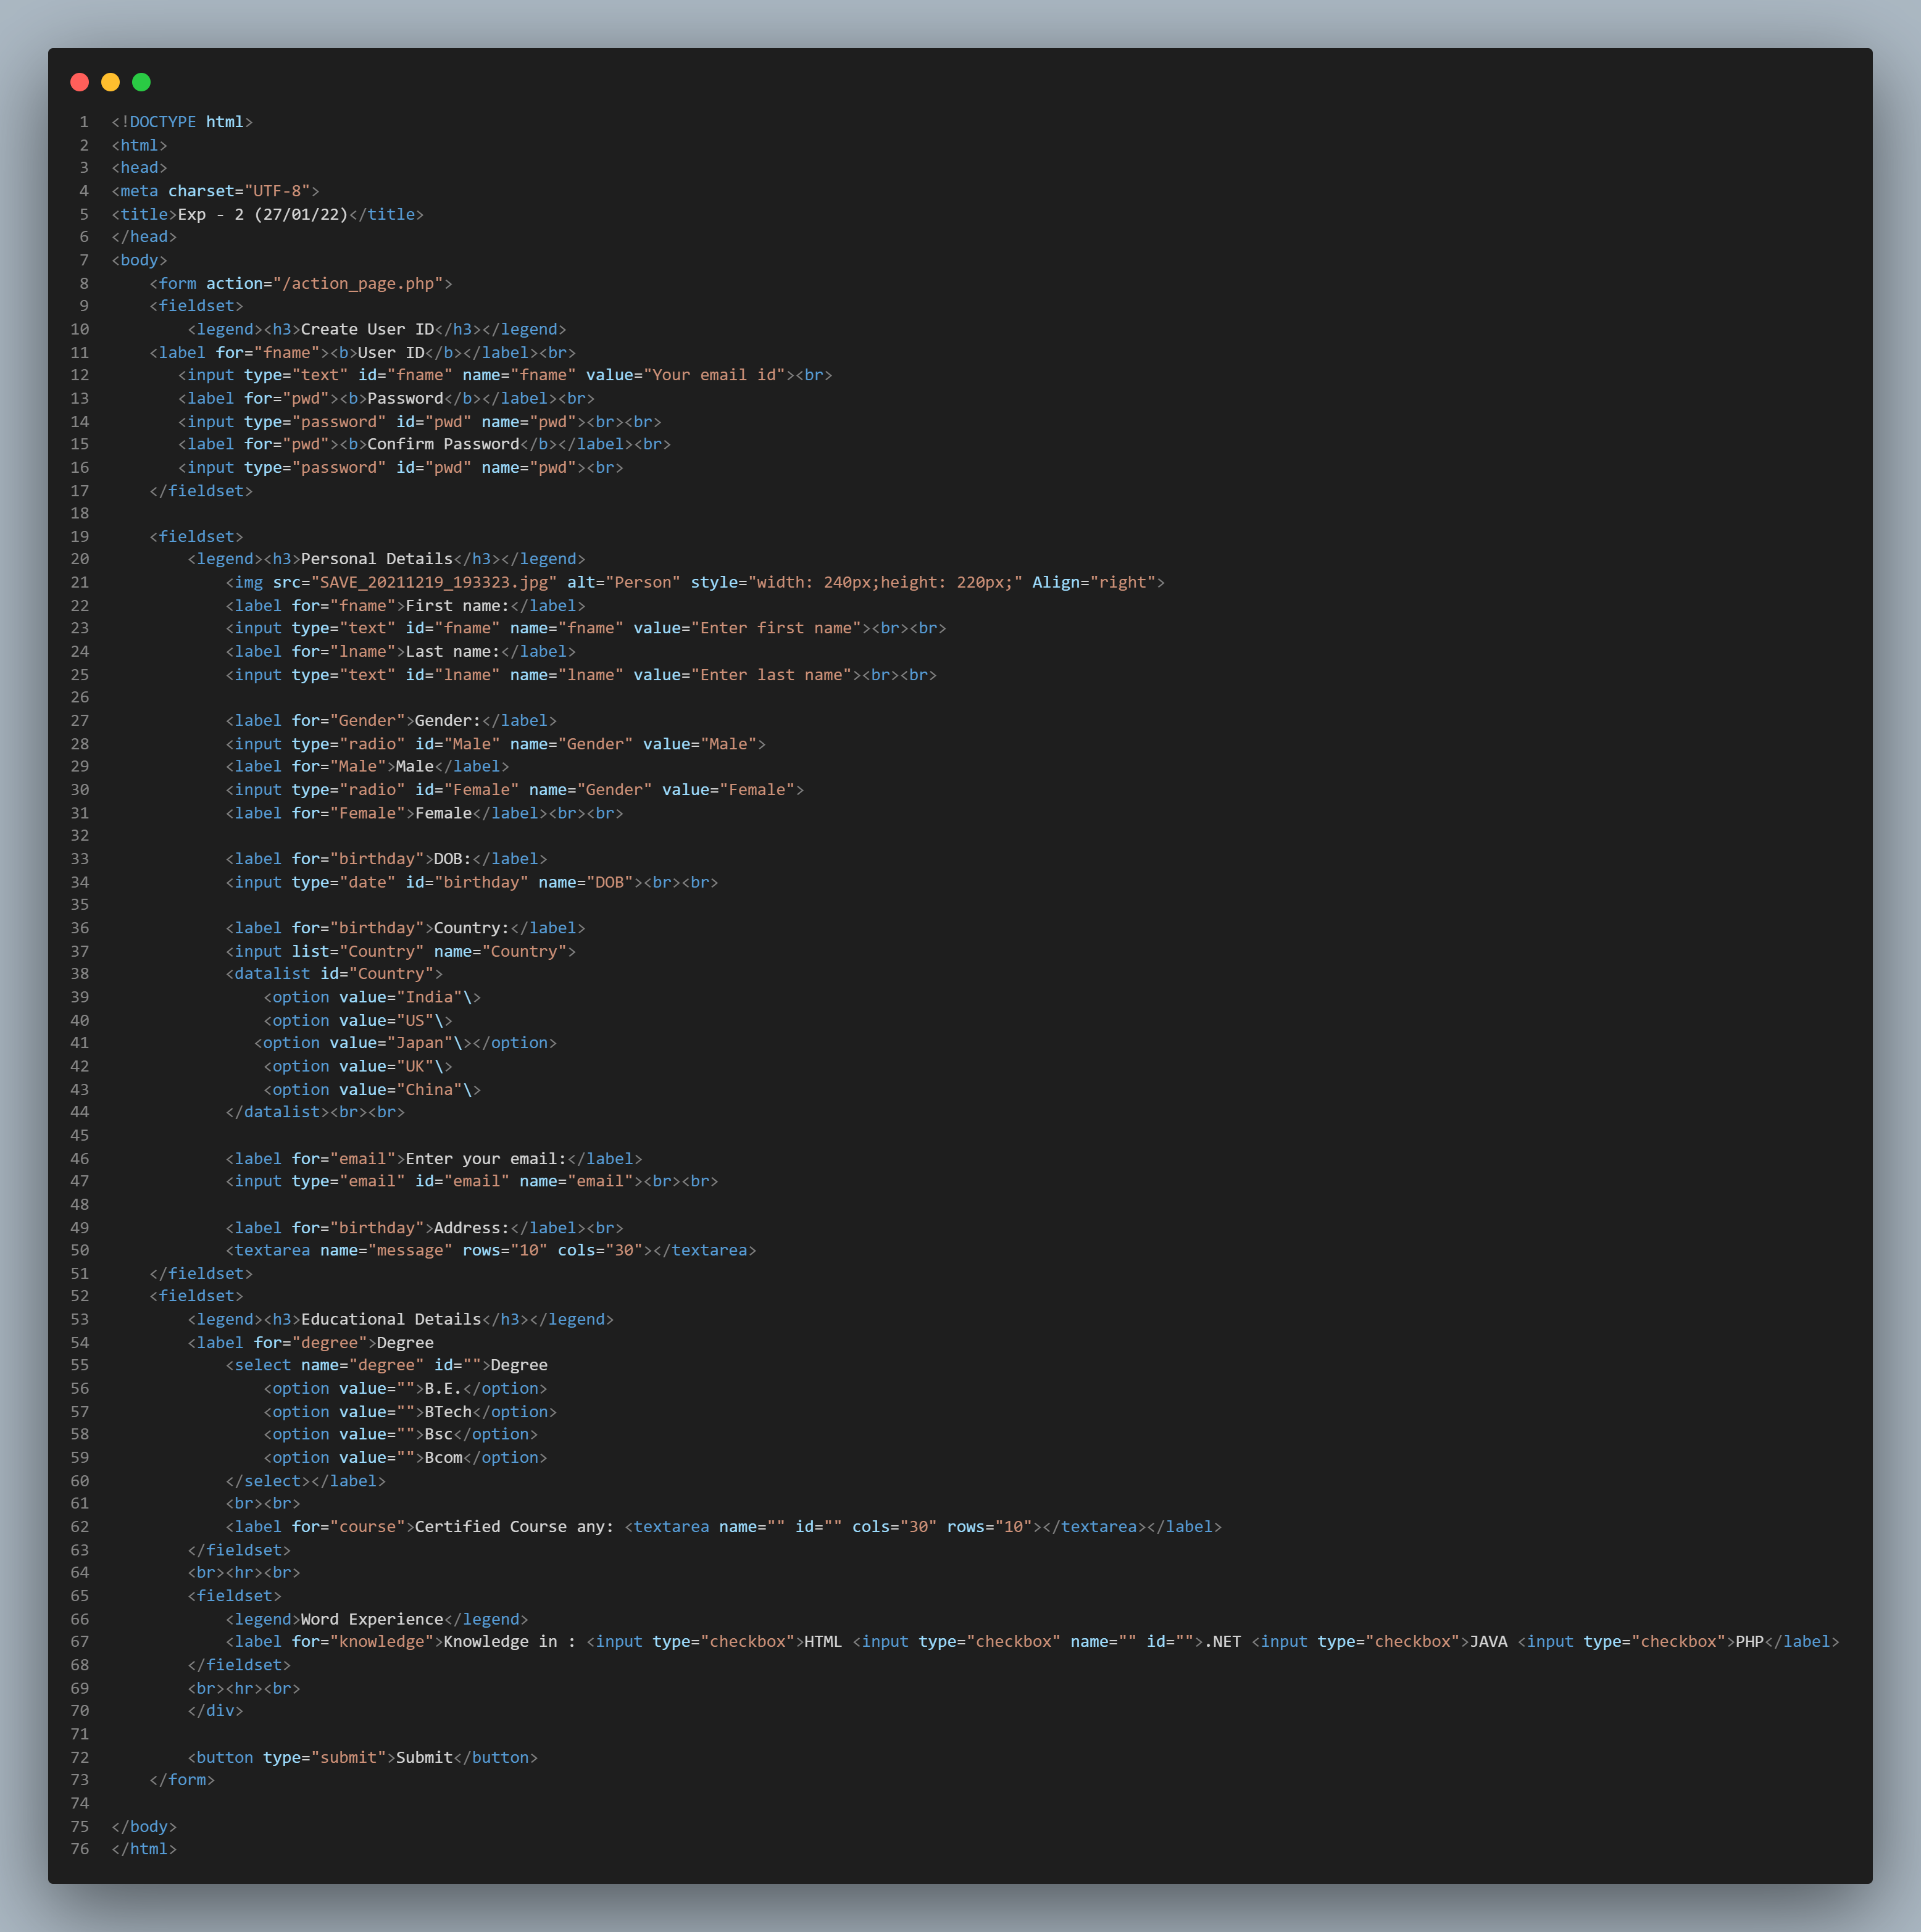 1 <!DOCTYPE html>
2 <html>
3 <head>
4 <meta charset="UTF-8">
5 <title>Exp - 2 (27/01/22)</title>
6 </head>
7 <body>
8     <form action="/action_page.php">
9     <fieldset>
10         <legend><h3>Create User ID</h3></legend>
11     <label for="fname"><b>User ID</b></label><br>
12        <input type="text" id="fname" name="fname" value="Your email id"><br>
13        <label for="pwd"><b>Password</b></label><br>
14        <input type="password" id="pwd" name="pwd"><br><br>
15        <label for="pwd"><b>Confirm Password</b></label><br>
16        <input type="password" id="pwd" name="pwd"><br>
17     </fieldset>
18
19     <fieldset>
20         <legend><h3>Personal Details</h3></legend>
21             <img src="SAVE_20211219_193323.jpg" alt="Person" style="width: 240px;height: 220px;" Align="right">
22             <label for="fname">First name:</label>
23             <input type="text" id="fname" name="fname" value="Enter first name"><br><br>
24             <label for="lname">Last name:</label>
25             <input type="text" id="lname" name="lname" value="Enter last name"><br><br>
26
27             <label for="Gender">Gender:</label>
28             <input type="radio" id="Male" name="Gender" value="Male">
29             <label for="Male">Male</label>
30             <input type="radio" id="Female" name="Gender" value="Female">
31             <label for="Female">Female</label><br><br>
32
33             <label for="birthday">DOB:</label>
34             <input type="date" id="birthday" name="DOB"><br><br>
35
36             <label for="birthday">Country:</label>
37             <input list="Country" name="Country">
38             <datalist id="Country">
39                 <option value="India"\>
40                 <option value="US"\>
41                <option value="Japan"\></option>
42                 <option value="UK"\>
43                 <option value="China"\>
44             </datalist><br><br>
45
46             <label for="email">Enter your email:</label>
47             <input type="email" id="email" name="email"><br><br>
48
49             <label for="birthday">Address:</label><br>
50             <textarea name="message" rows="10" cols="30"></textarea>
51     </fieldset>
52     <fieldset>
53         <legend><h3>Educational Details</h3></legend>
54         <label for="degree">Degree
55             <select name="degree" id="">Degree
56                 <option value="">B.E.</option>
57                 <option value="">BTech</option>
58                 <option value="">Bsc</option>
59                 <option value="">Bcom</option>
60             </select></label>
61             <br><br>
62             <label for="course">Certified Course any: <textarea name="" id="" cols="30" rows="10"></textarea></label>
63         </fieldset>
64         <br><hr><br>
65         <fieldset>
66             <legend>Word Experience</legend>
67             <label for="knowledge">Knowledge in : <input type="checkbox">HTML <input type="checkbox" name="" id="">.NET <input type="checkbox">JAVA <input type="checkbox">PHP</label>
68         </fieldset>
69         <br><hr><br>
70         </div>
71
72         <button type="submit">Submit</button>
73     </form>
74
75 </body>
76 </html>